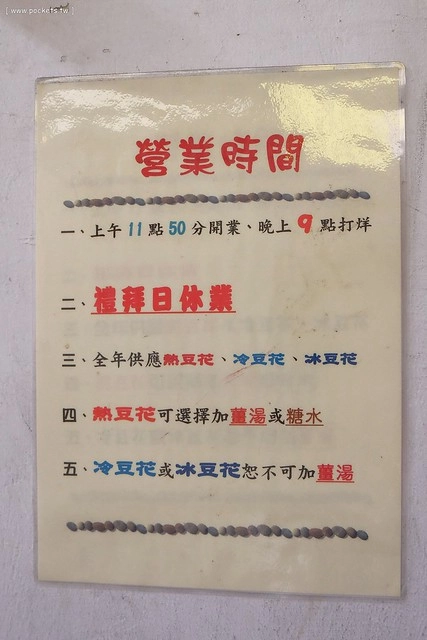 [ www.pockets.tw ]
營業時間
一、上午11點50分開業、晚上9點打烊
二、禮拜日休業
三、全年供應熱豆花、冷豆花、冰豆花
四、熱豆花可選擇加薑湯或糖水
五、冷豆花或冰豆花恕不可加薑湯